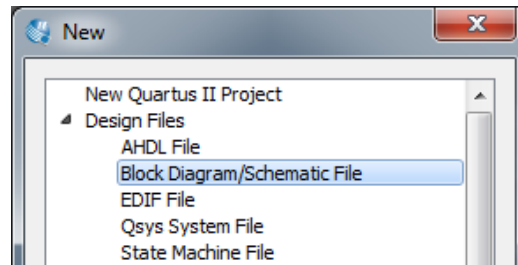 New
New Quartus II Project
Design Files
AHDL File
Block Diagram/Schematic File
EDIF File
Qsys System File
State Machine File